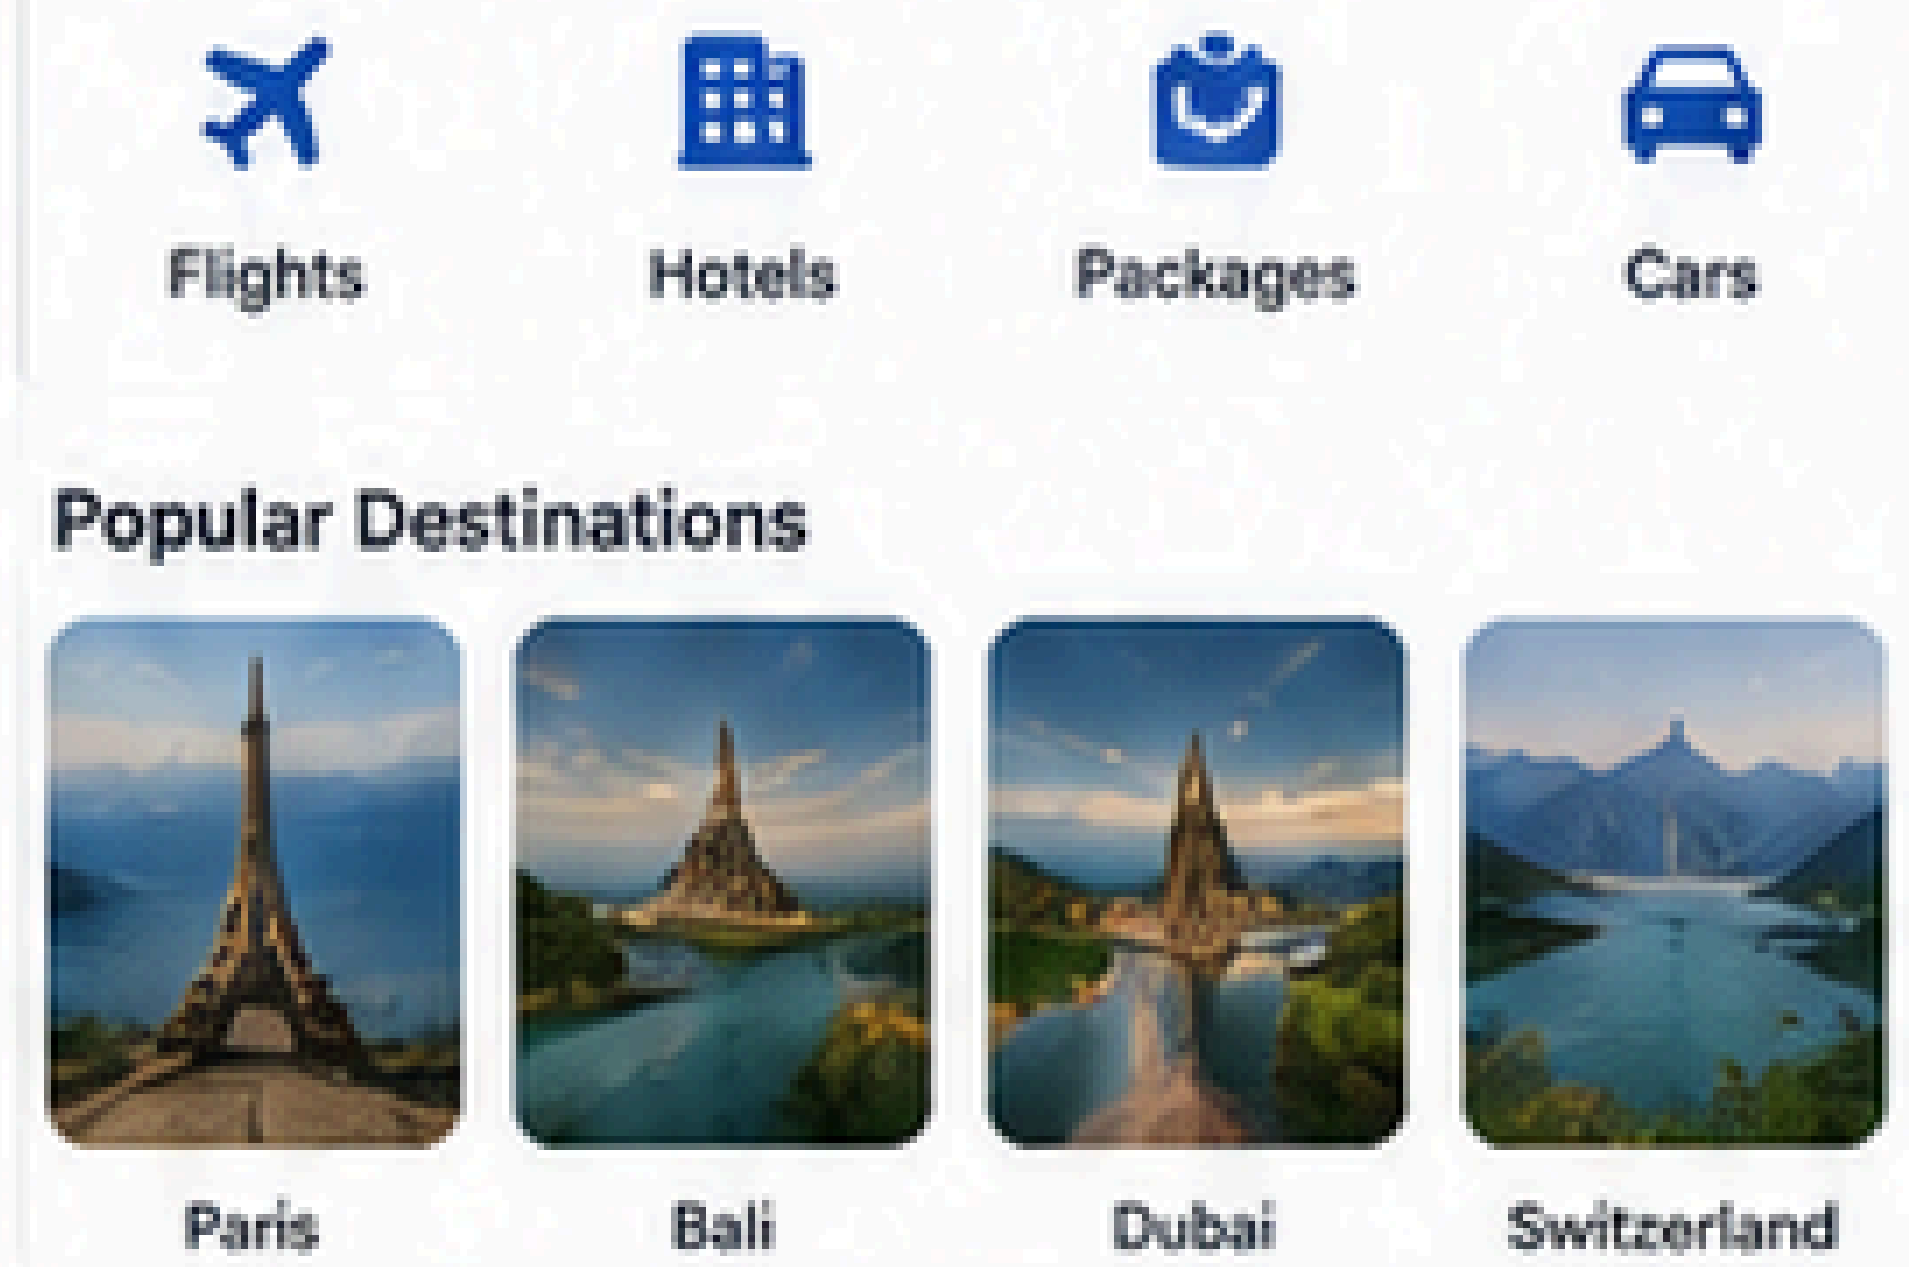 Flights Hotels Packages Cars
Popular Destinations
Paris Bali Dubai Switzerland